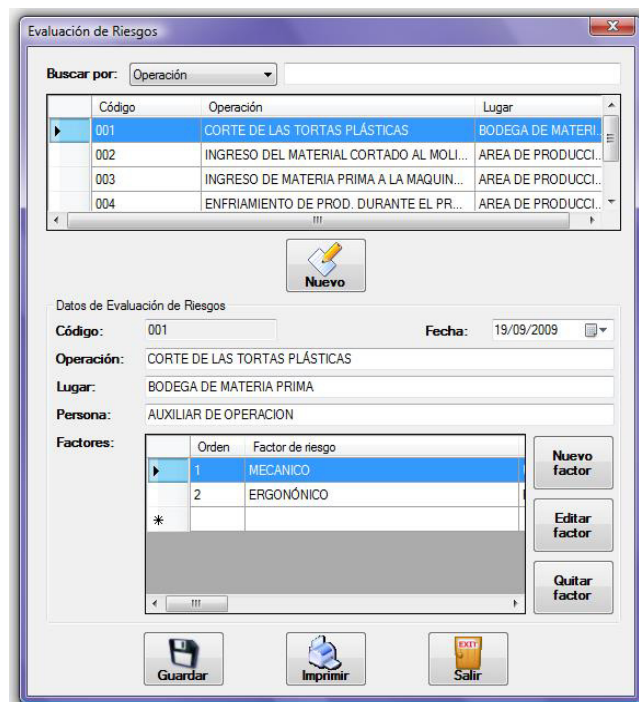 Evaluación de Riesgos
Buscar por: Operación
Código Operación Lugar
001 CORTE DE LAS TORTAS PLÁSTICAS BODEGA DE MATERI...
002 INGRESO DEL MATERIAL CORTADO AL MOLI... AREA DE PRODUCCI...
003 INGRESO DE MATERIA PRIMA A LA MAQUIN... AREA DE PRODUCCI...
004 ENFRIAMIENTO DE PROD. DURANTE EL PR... AREA DE PRODUCCI...
Nuevo
Datos de Evaluación de Riesgos
Código: 001 Fecha: 19/09/2009
Operación: CORTE DE LAS TORTAS PLÁSTICAS
Lugar: BODEGA DE MATERIA PRIMA
Persona: AUXILIAR DE OPERACION
Factores:
Orden Factor de riesgo
1 MECANICO
2 ERGONÓNICO
Nuevo factor
Editar factor
Quitar factor
Guardar Imprimir EXIT Salir